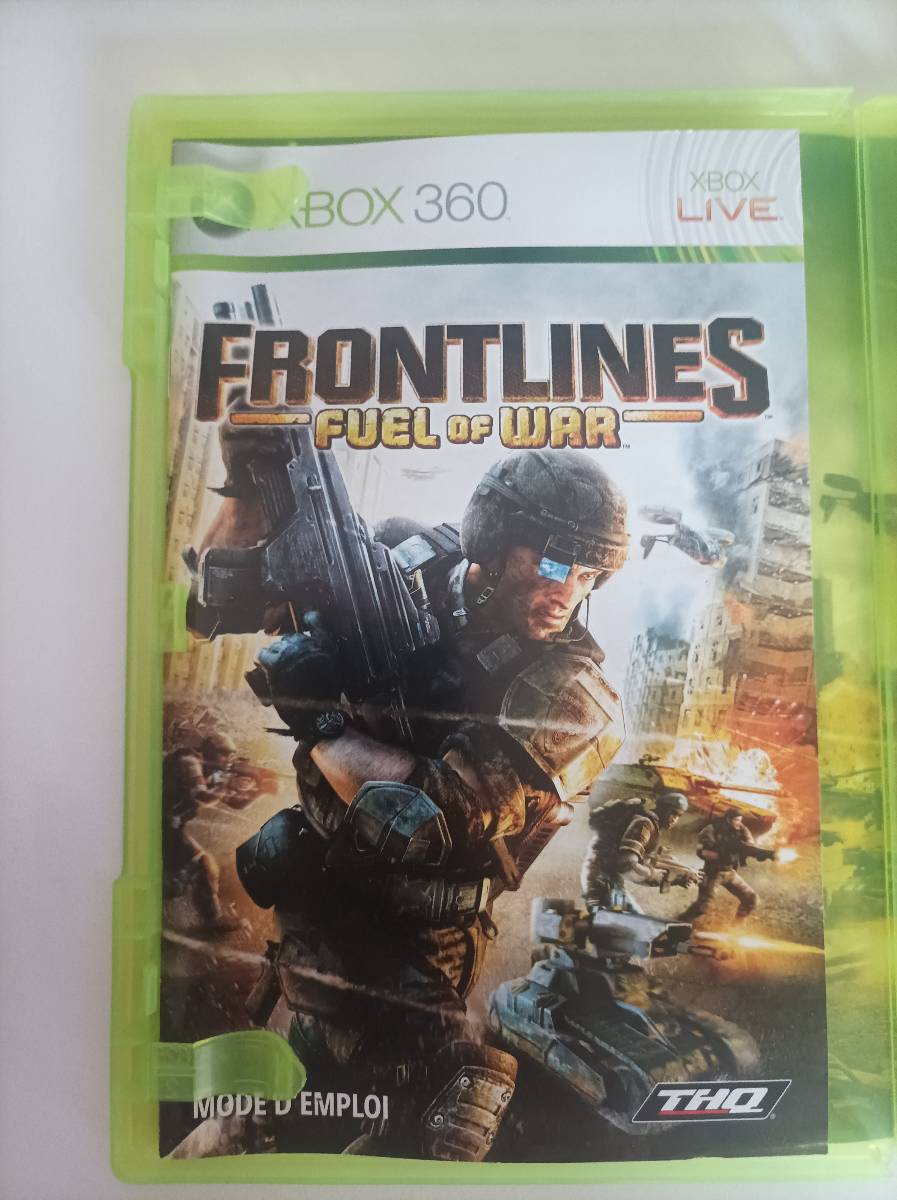 XBOX 360
XBOX
LIVE
FRONTLINES
FUEL OF WAR
MODE D'EMPLOI
THQ